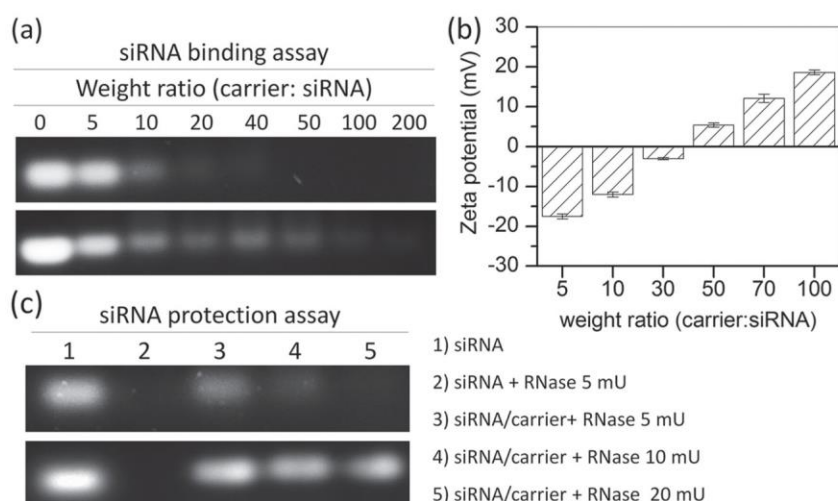 (a)
siRNA binding assay
Weight ratio (carrier: siRNA)
0 5 10 20 40 50 100 200
(b)
Zeta potential (mV)
30
20
10
0
-10
-20
-30
5 10 30 50 70 100
weight ratio (carrier:siRNA)
(c)
siRNA protection assay
1 2 3 4 5
1) siRNA
2) siRNA + RNase 5 mU
3) siRNA/carrier+ RNase 5 mU
4) siRNA/carrier + RNase 10 mU
5) siRNA/carrier + RNase 20 mU